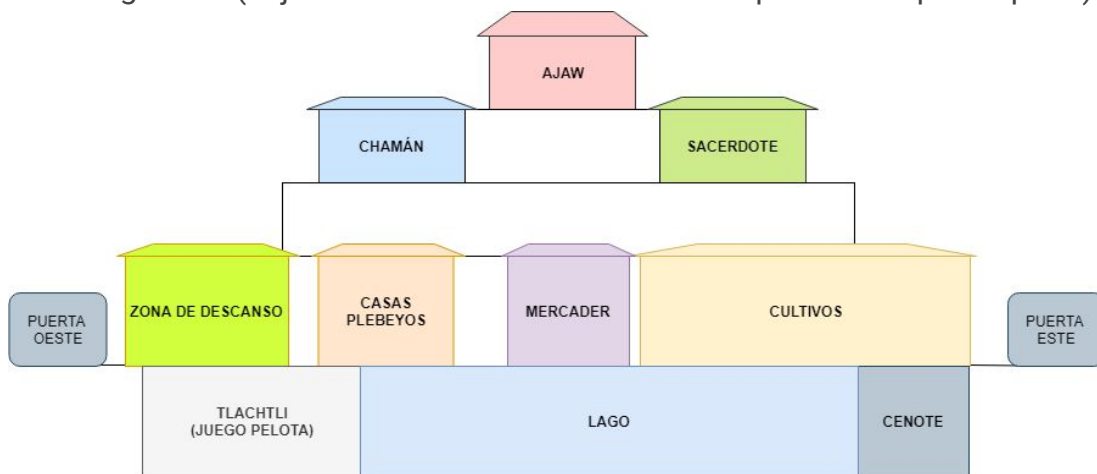 AJAW
CHAMÁN
SACERDOTE
ZONA DE DESCANSO
CASAS
PLEBEYOS
MERCADER
CULTIVOS
PUERTA
OESTE
PUERTA
ESTE
TLACHTLI
(JUEGO PELOTA)
LAGO
CENOTE